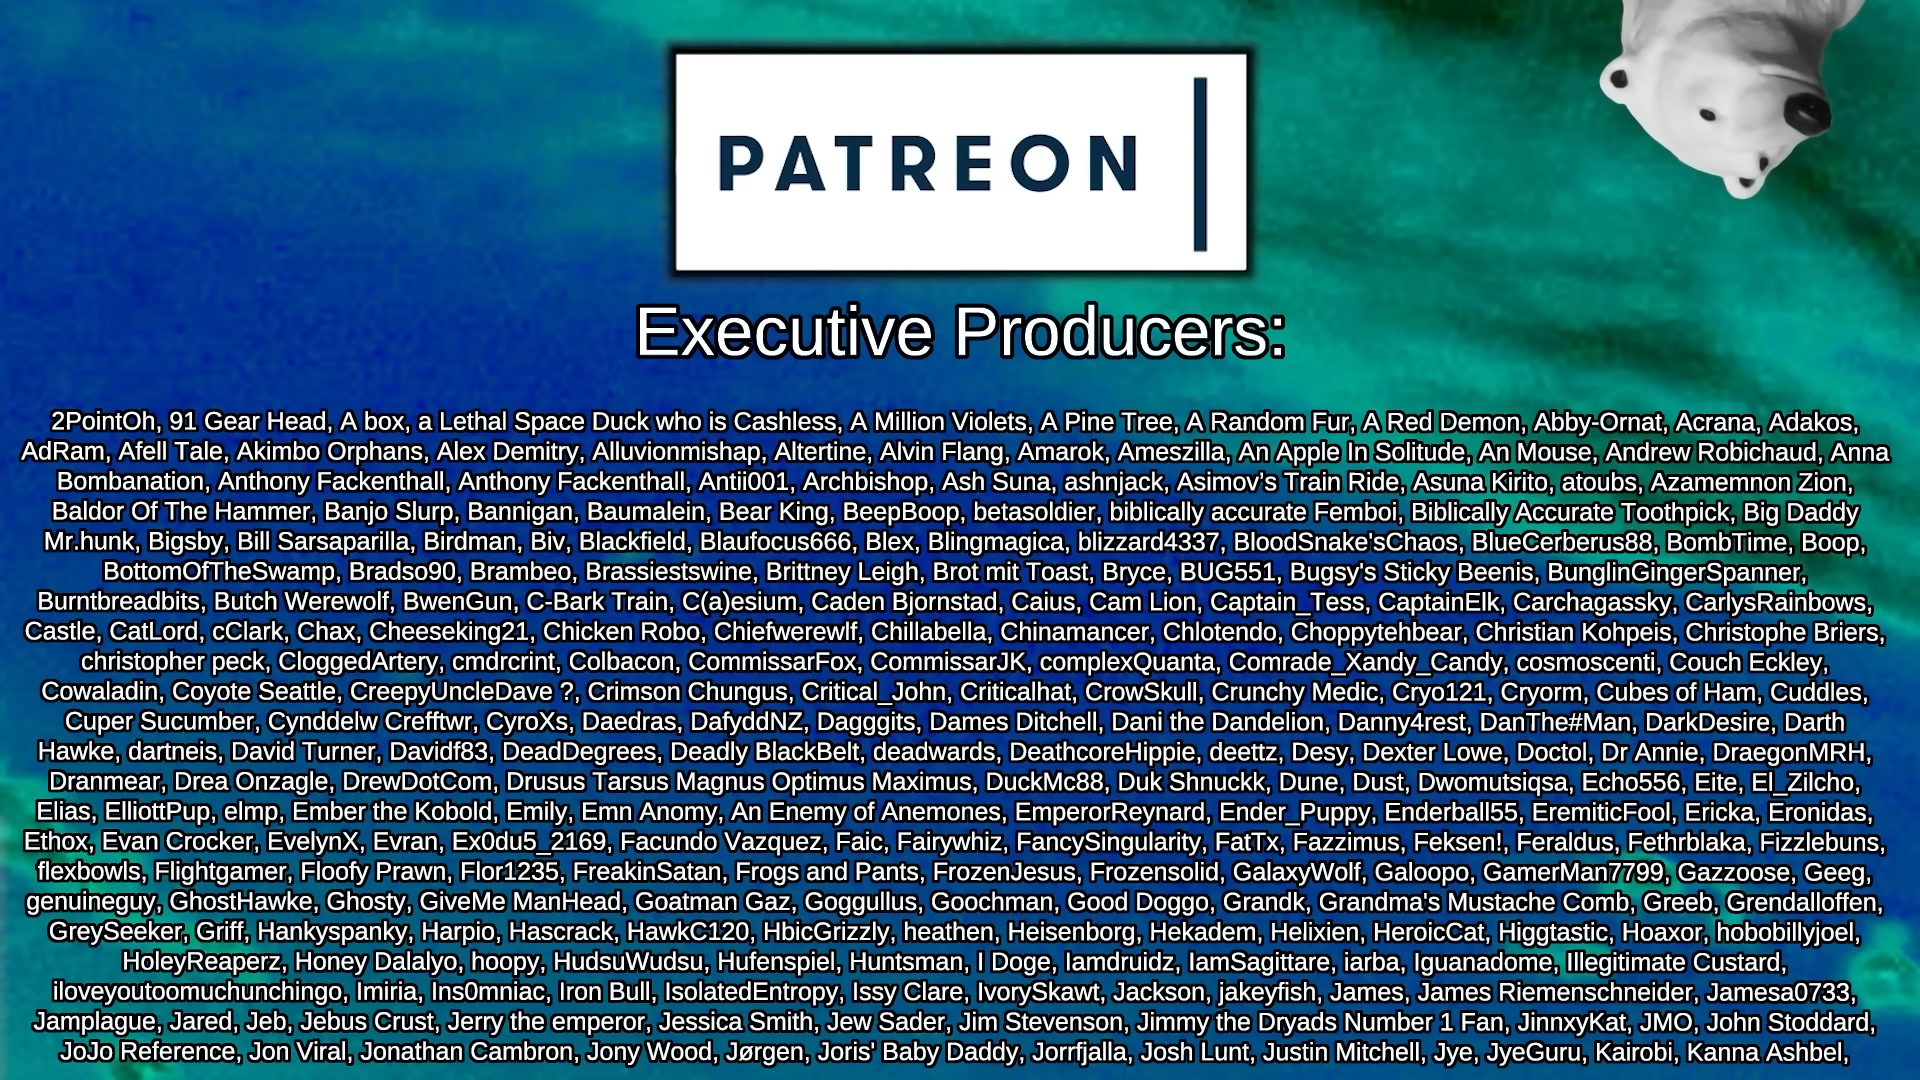 PATREON
Executive Producers:
2PointOh, 91 Gear Head, A box, a Lethal Space Duck who is Cashless, A Million Violets, A Pine Tree, A Random Fur, A Red Demon, Abby-Ornat, Acrana, Adakos,
AdRam, Afell Tale, Akimbo Orphans, Alex Demitry, Alluvionmishap, Altertine, Alvin Flang, Amarok, Ameszilla, An Apple In Solitude, An Mouse, Andrew Robichaud, Anna
Bombanation, Anthony Fackenthall, Anthony Fackenthall, Antii001, Archbishop, Ash Suna, ashnjack, Asimov's Train Ride, Asuna Kirito, atoubs, Azamemnon Zion,
Baldor Of The Hammer, Banjo Slurp, Bannigan, Baumalein, Bear King, BeepBoop, betasoldier, biblically accurate Femboi, Biblically Accurate Toothpick, Big Daddy
Mr.hunk, Bigsby, Bill Sarsaparilla, Birdman, Biv, Blackfield, Blaufocus666, Blex, Blingmagica, blizzard4337, BloodSnake'sChaos, BlueCerberus88, BombTime, Boop,
BottomOfTheSwamp, Bradso90, Brambeo, Brassiestswine, Brittney Leigh, Brot mit Toast, Bryce, BUG551, Bugsy's Sticky Beenis, BunglinGingerSpanner,
Burntbreadbits, Butch Werewolf, BwenGun, C-Bark Train, C(a)esium, Caden Bjornstad, Caius, Cam Lion, Captain_Tess, CaptainElk, Carchagassky, CarlysRainbows,
Castle, CatLord, cClark, Chax, Cheeseking21, Chicken Robo, Chiefwerewlf, Chillabella, Chinamancer, Chlotendo, Choppytehbear, Christian Kohpeis, Christophe Briers,
christopher peck, CloggedArtery, cmdrcrint, Colbacon, CommissarFox, CommissarJK, complexQuanta, Comrade_Xandy_Candy, cosmoscenti, Couch Eckley,
Cowaladin, Coyote Seattle, CreepyUncleDave ?, Crimson Chungus, Critical_John, Criticalhat, CrowSkull, Crunchy Medic, Cryo121, Cryorm, Cubes of Ham, Cuddles,
Cuper Sucumber, Cynddelw Crefftwr, CyroXs, Daedras, DafyddNZ, Dagggits, Dames Ditchell, Dani the Dandelion, Danny4rest, DanThe#Man, DarkDesire, Darth
Hawke, dartneis, David Turner, Davidf83, DeadDegrees, Deadly BlackBelt, deadwards, DeathcoreHippie, deettz, Desy, Dexter Lowe, Doctol, Dr Annie, DraegonMRH,
Dranmear, Drea Onzagle, DrewDotCom, Drusus Tarsus Magnus Optimus Maximus, DuckMc88, Duk Shnuckk, Dune, Dust, Dwomutsiqsa, Echo556, Eite, El_Zilcho,
Elias, ElliottPup, elmp, Ember the Kobold, Emily, Emn Anomy, An Enemy of Anemones, EmperorReynard, Ender_Puppy, Enderball55, EremiticFool, Ericka, Eronidas,
Ethox, Evan Crocker, EvelynX, Evran, Ex0du5_2169, Facundo Vazquez, Faic, Fairywhiz, FancySingularity, FatTx, Fazzimus, Feksen!, Feraldus, Fethrblaka, Fizzlebuns,
flexbowls, Flightgamer, Floofy Prawn, Flor1235, FreakinSatan, Frogs and Pants, FrozenJesus, Frozensolid, GalaxyWolf, Galoopo, GamerMan7799, Gazzoose, Geeg,
genuineguy, GhostHawke, Ghosty, GiveMe ManHead, Goatman Gaz, Goggullus, Goochman, Good Doggo, Grandk, Grandma's Mustache Comb, Greeb, Grendalloffen,
GreySeeker, Griff, Hankyspanky, Harpio, Hascrack, HawkC120, HbicGrizzly, heathen, Heisenborg, Hekadem, Helixien, HeroicCat, Higgtastic, Hoaxor, hobobillyjoel,
HoleyReaperz, Honey Dalalyo, hoopy, HudsuWudsu, Hufenspiel, Huntsman, I Doge, Iamdruidz, IamSagittare, iarba, Iguanadome, Illegitimate Custard,
iloveyoutoomuchunchingo, Imiria, Ins0mniac, Iron Bull, IsolatedEntropy, Issy Clare, IvorySkawt, Jackson, jakeyfish, James, James Riemenschneider, Jamesa0733,
Jamplague, Jared, Jeb, Jebus Crust, Jerry the emperor, Jessica Smith, Jew Sader, Jim Stevenson, Jimmy the Dryads Number 1 Fan, JinnxyKat, JMO, John Stoddard,
JoJo Reference, Jon Viral, Jonathan Cambron, Jony Wood, Jørgen, Joris' Baby Daddy, Jorrfjalla, Josh Lunt, Justin Mitchell, Jye, JyeGuru, Kairobi, Kanna Ashbel,